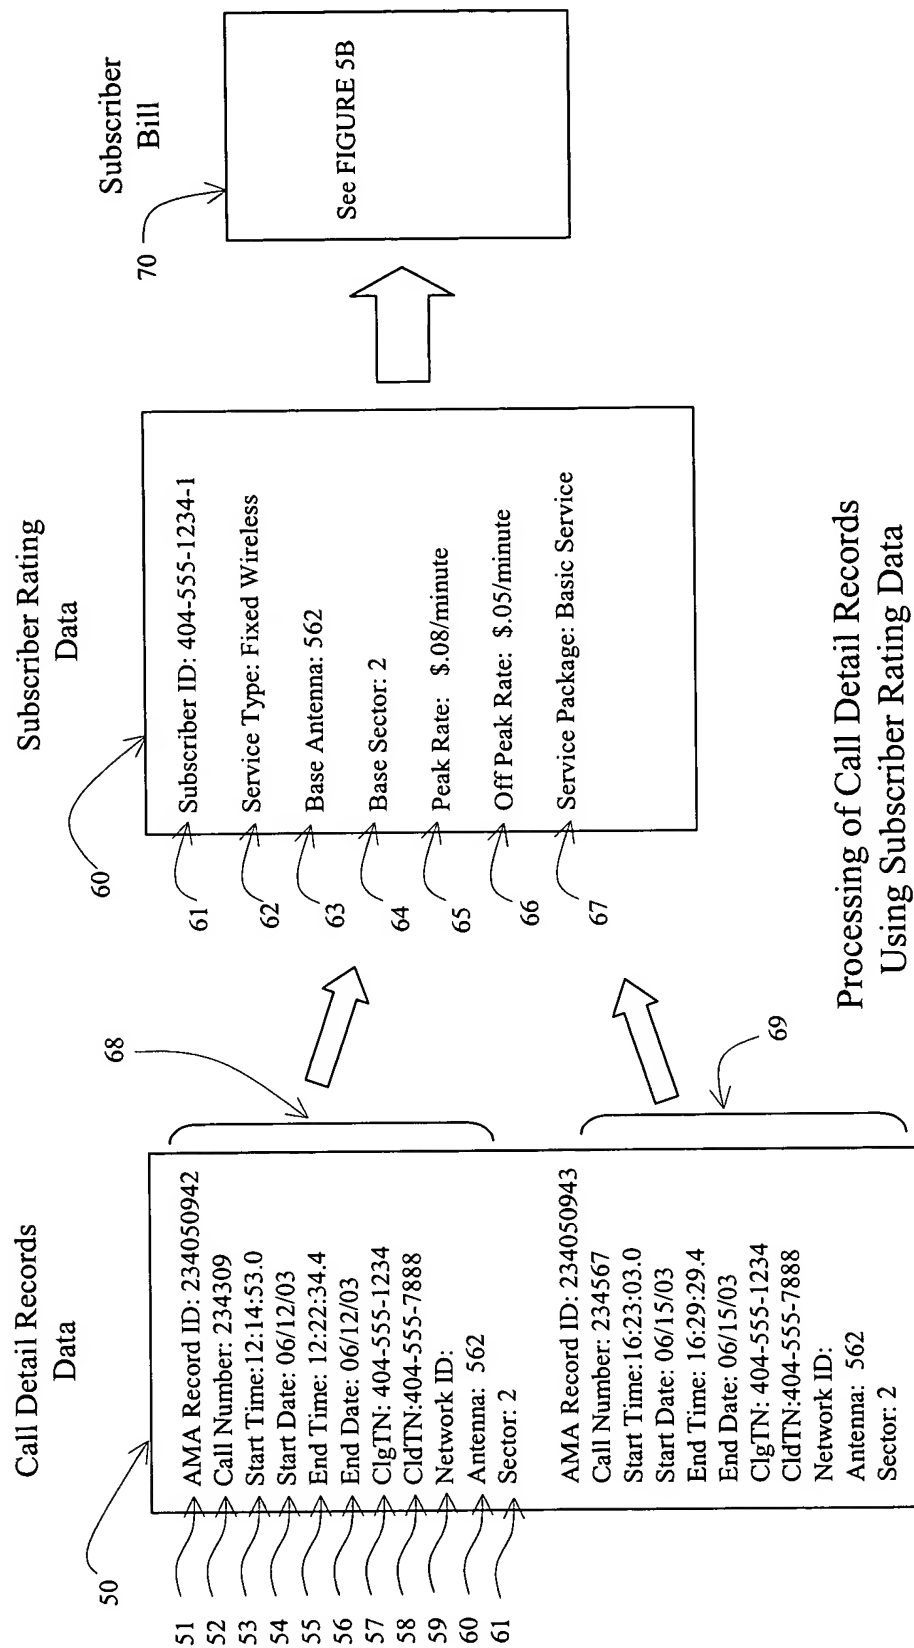 Call Detail Records
Data
50
51
52
53
54
55
56
57
58
59
60
61
AMA Record ID: 234050942
Call Number: 234309
Start Time:12:14:53.0
Start Date: 06/12/03
End Time: 12:22:34.4
End Date: 06/12/03
ClgTN: 404-555-1234
CldTN:404-555-7888
Network ID:
Antenna: 562
Sector: 2
AMA Record ID: 234050943
Call Number: 234567
Start Time:16:23:03.0
Start Date: 06/15/03
End Time: 16:29:29.4
End Date: 06/15/03
ClgTN: 404-555-1234
CldTN:404-555-7888
Network ID:
Antenna: 562
Sector: 2
68
69
Subscriber Rating
Data
60
61
62
63
64
65
66
67
Subscriber ID: 404-555-1234-1
Service Type: Fixed Wireless
Base Antenna: 562
Base Sector: 2
Peak Rate: $.08/minute
Off Peak Rate: $.05/minute
Service Package: Basic Service
Subscriber
Bill
70
See FIGURE 5B
Processing of Call Detail Records
Using Subscriber Rating Data